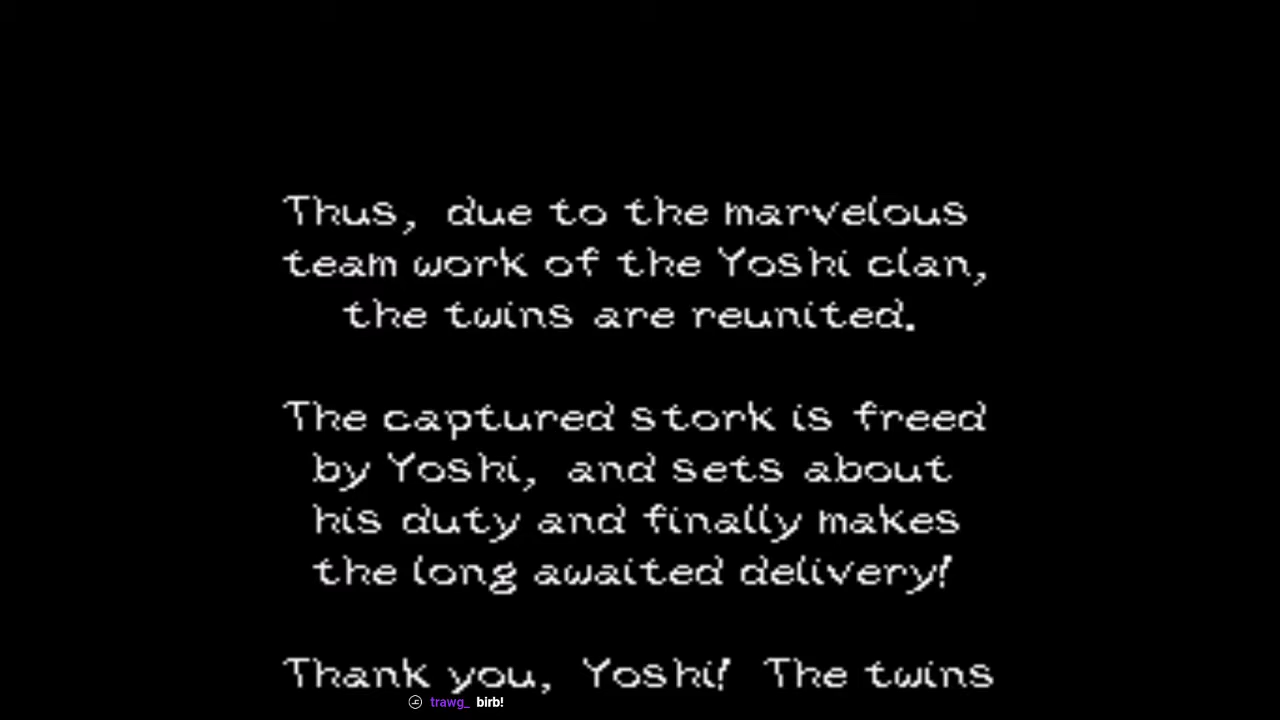 Thus, due to the marvelous
team work of the Yoshi clan,
the twins are reunited.
The captured stork is freed
by Yoshi, and sets about
his duty and finally makes
the long awaited delivery!
Thank you, Yoshi! The twins
trawg_ birb!